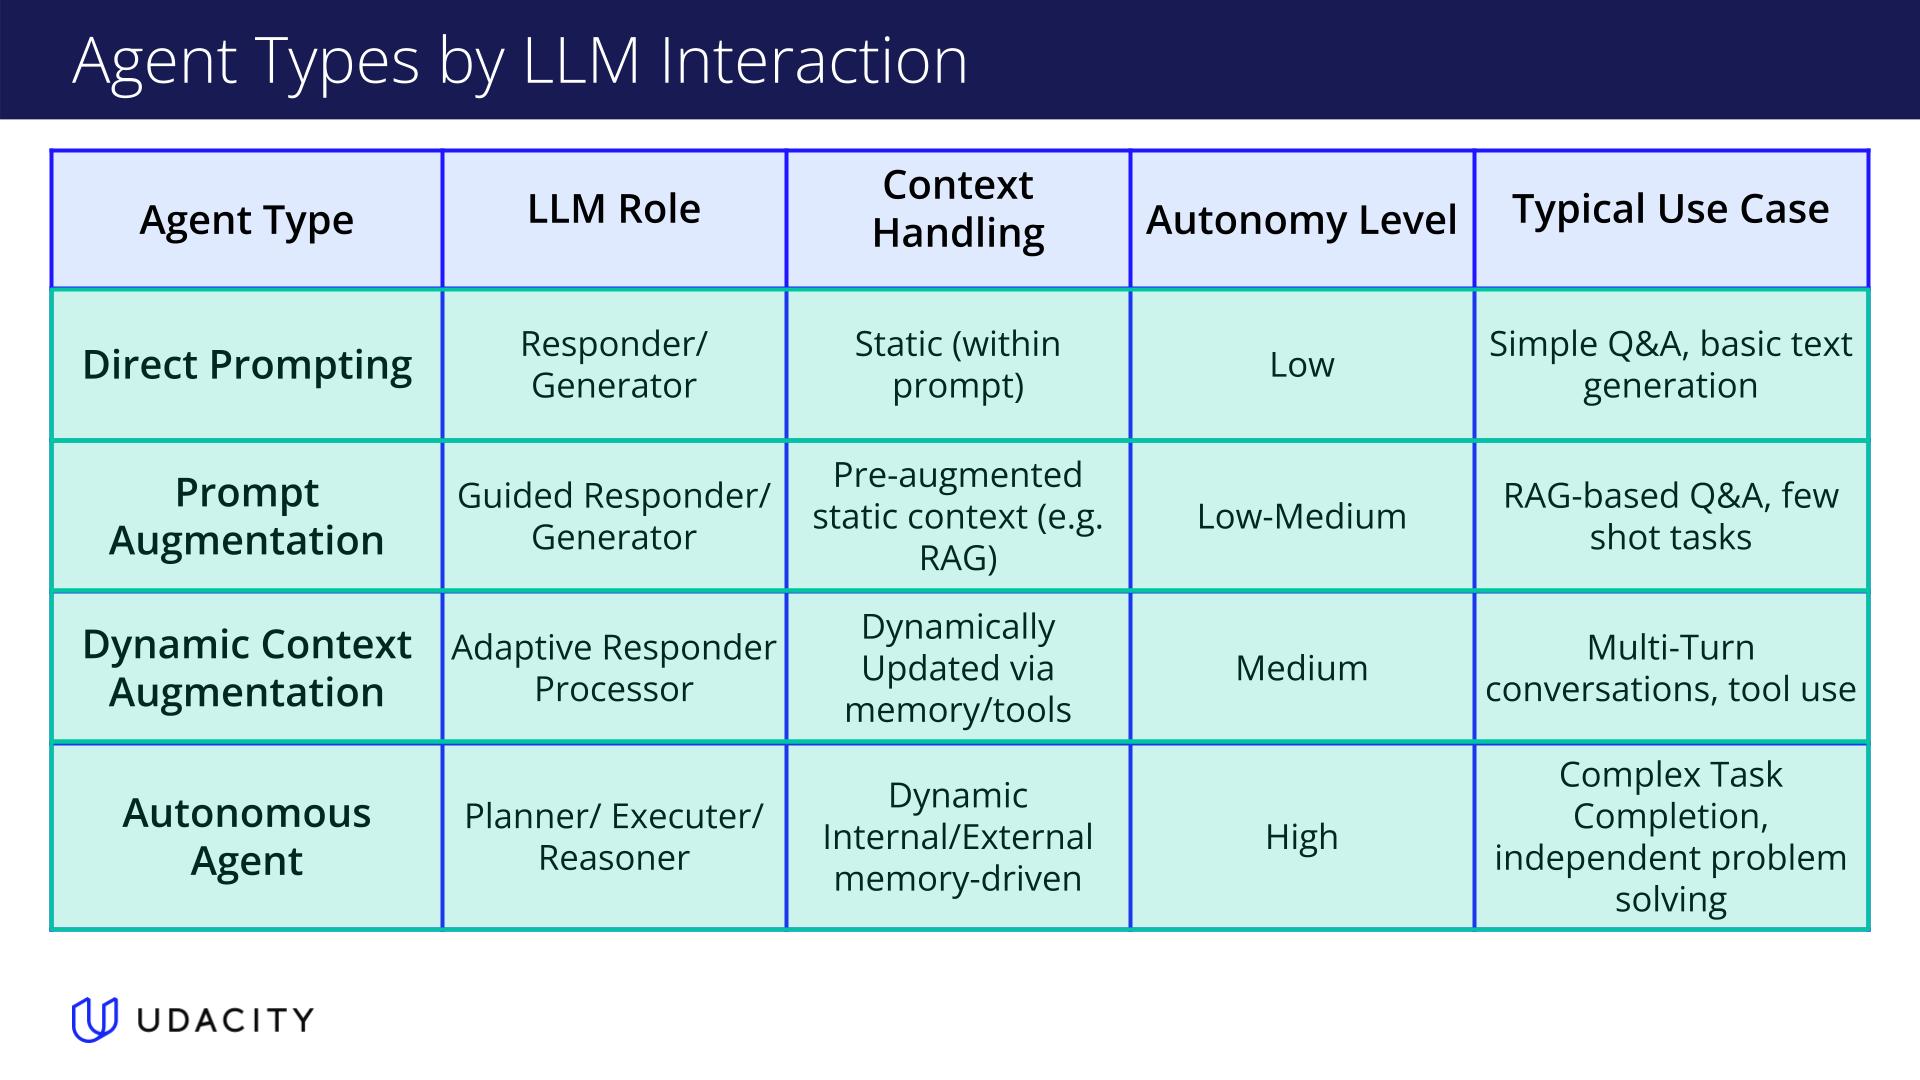 Agent Types by LLM Interaction
Agent Type
LLM Role
Context
Handling
Autonomy Level
Typical Use Case
Direct Prompting
Responder/
Generator
Static (within
prompt)
Low
Simple Q&A, basic text
generation
Prompt
Augmentation
Guided Responder/
Generator
Pre-augmented
static context (e.g.
RAG)
Low-Medium
RAG-based Q&A, few
shot tasks
Dynamic Context
Augmentation
Adaptive Responder
Processor
Dynamically
Updated via
memory/tools
Medium
Multi-Turn
conversations, tool use
Autonomous
Agent
Planner/ Executer/
Reasoner
Dynamic
Internal/External
memory-driven
High
Complex Task
Completion,
independent problem
solving
UDACITY